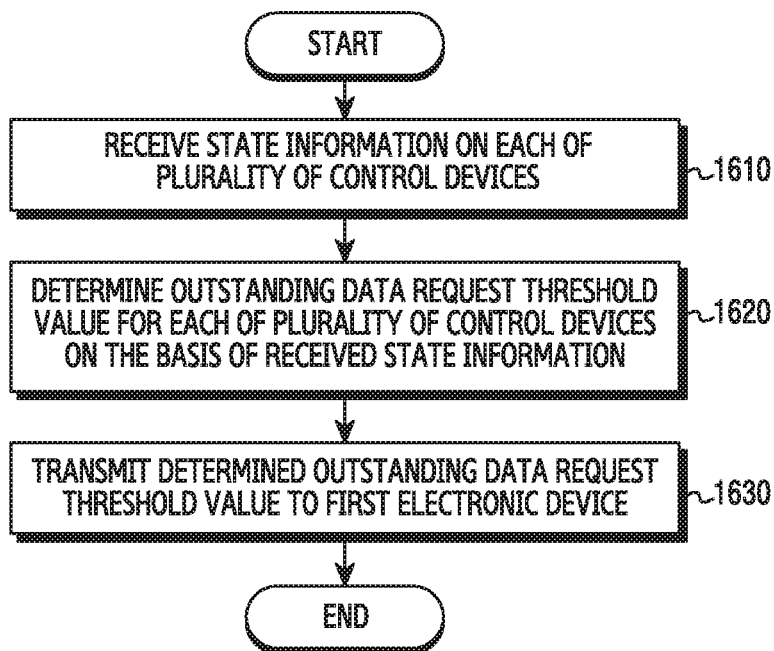 START
RECEIVE STATE INFORMATION ON EACH OF
PLURALITY OF CONTROL DEVICES
1610
DETERMINE OUTSTANDING DATA REQUEST THRESHOLD
VALUE FOR EACH OF PLURALITY OF CONTROL DEVICES
ON THE BASIS OF RECEIVED STATE INFORMATION
1620
TRANSMIT DETERMINED OUTSTANDING DATA REQUEST
THRESHOLD VALUE TO FIRST ELECTRONIC DEVICE
1630
END